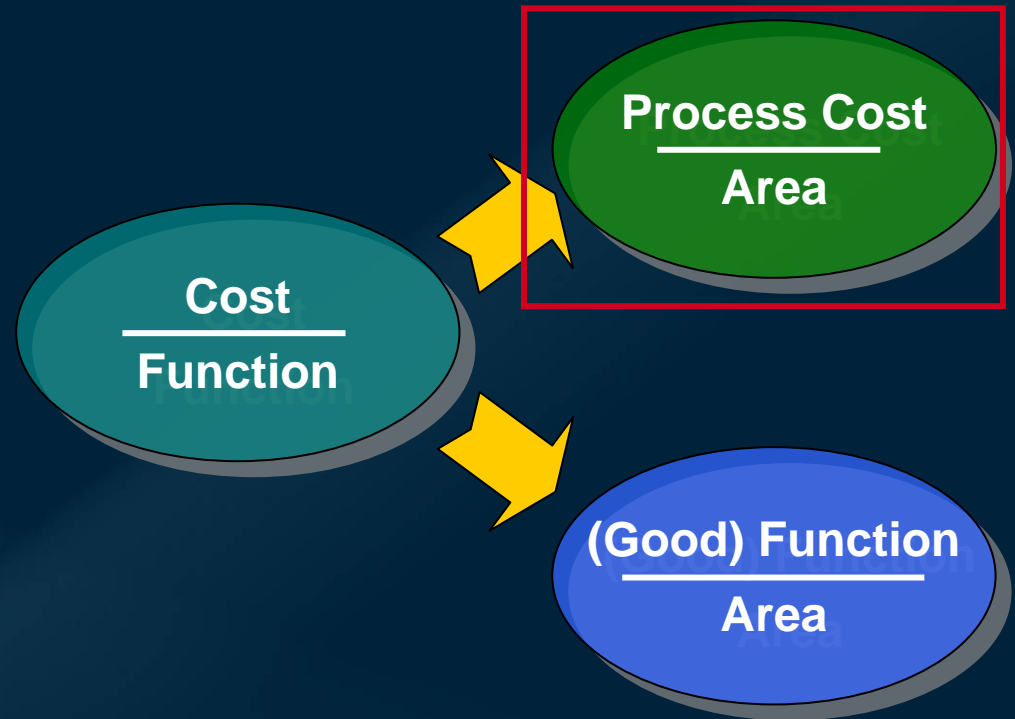 Process Cost
Area
Cost
Function
(Good) Function
Area